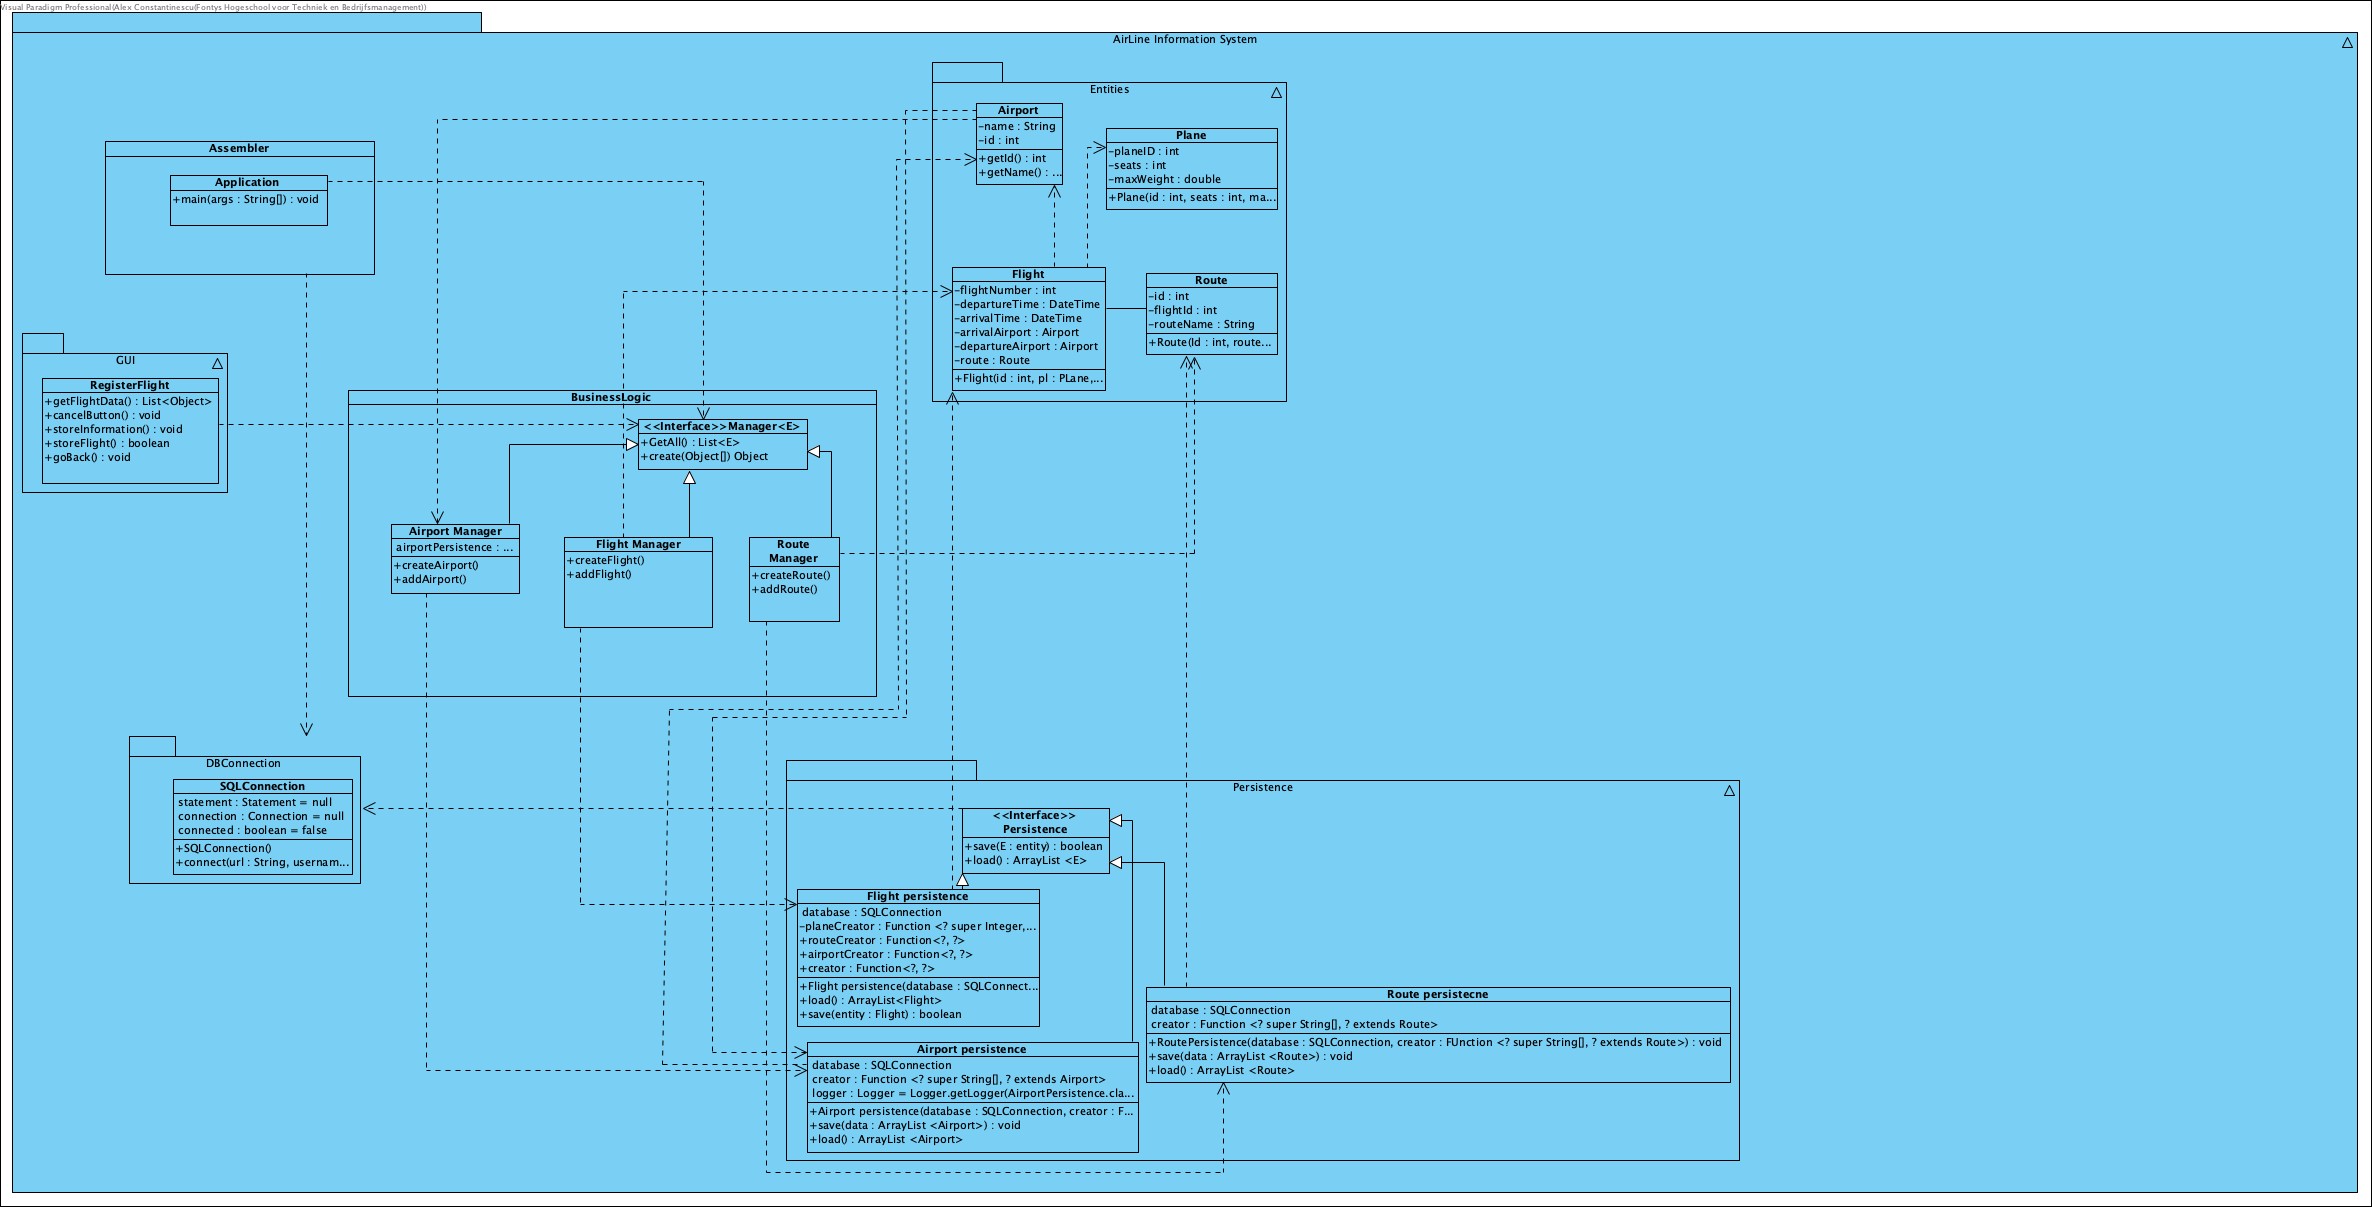 Visual Paradigm Professional(Alex Constantinescu(Fontys Hogeschool voor Techniek en Bedrijfsmanagement))
AirLine Information System
Entities
Airport
-name : String
-id : int
+getId() : int
+getName() : ...
Plane
-planeID : int
-seats : int
-maxWeight : double
+Plane(id : int, seats : int, ma...
Assembler
Application
+main(args : String[]) : void
Flight
-flightNumber : int
-departureTime : DateTime
-arrivalTime : DateTime
-arrivalAirport : Airport
-departureAirport : Airport
-route : Route
+Flight(id : int, pl : PLane,...
Route
-id : int
-flightId : int
-routeName : String
+Route(Id : int, route...
GUI
RegisterFlight
+getFlightData() : List<Object>
+cancelButton() : void
+storeInformation() : void
+storeFlight() : boolean
+goBack() : void
BusinessLogic
<<Interface>>Manager<E>
+GetAll() : List<E>
+create(Object[]) Object
Airport Manager
airportPersistence : ...
+createAirport()
+addAirport()
Flight Manager
+createFlight()
+addFlight()
Route
Manager
+createRoute()
+addRoute()
DBConnection
SQLConnection
statement : Statement = null
connection : Connection = null
connected : boolean = false
+SQLConnection()
+connect(url : String, usernam...
Persistence
<<Interface>>
Persistence
+save(E : entity) : boolean
+load() : ArrayList <E>
Flight persistence
database : SQLConnection
-planeCreator : Function <? super Integer,...
+routeCreator : Function<?, ?>
+airportCreator : Function<?, ?>
+creator : Function<?, ?>
+Flight persistence(database : SQLConnect...
+load() : ArrayList<Flight>
+save(entity : Flight) : boolean
Route persistecne
database : SQLConnection
creator : Function <? super String[], ? extends Route>
+RoutePersistence(database : SQLConnection, creator : FUnction <? super String[], ? extends Route>) : void
+save(data : ArrayList <Route>) : void
+load() : ArrayList <Route>
Airport persistence
database : SQLConnection
creator : Function <? super String[], ? extends Airport>
logger : Logger = Logger.getLogger(AirportPersistence.cla...
+Airport persistence(database : SQLConnection, creator : F...
+save(data : ArrayList <Airport>) : void
+load() : ArrayList <Airport>